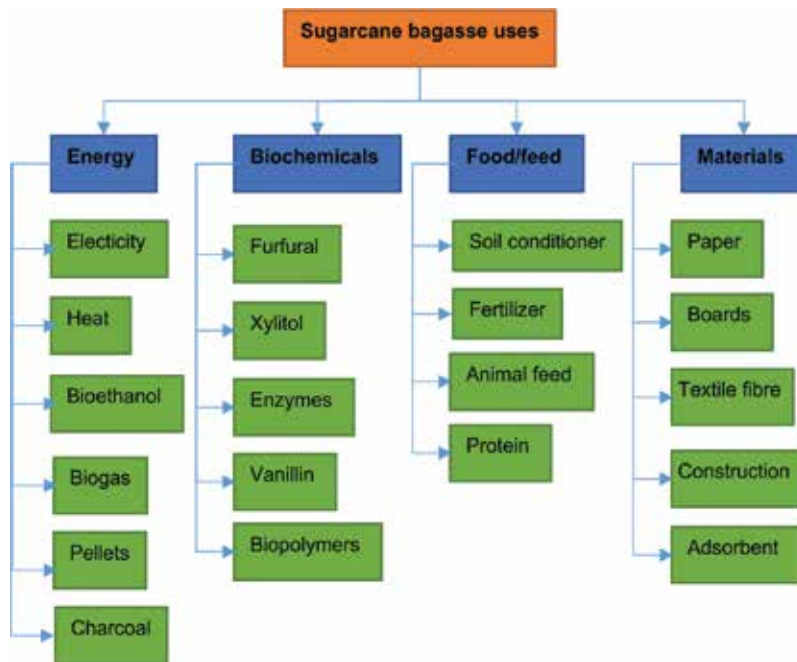 Sugarcane bagasse uses
Energy
Electicity
Heat
Bioethanol
Biogas
Pellets
Charcoal
Biochemicals
Furfural
Xylitol
Enzymes
Vanillin
Biopolymers
Food/feed
Soil conditioner
Fertilizer
Animal feed
Protein
Materials
Paper
Boards
Textile fibre
Construction
Adsorbent